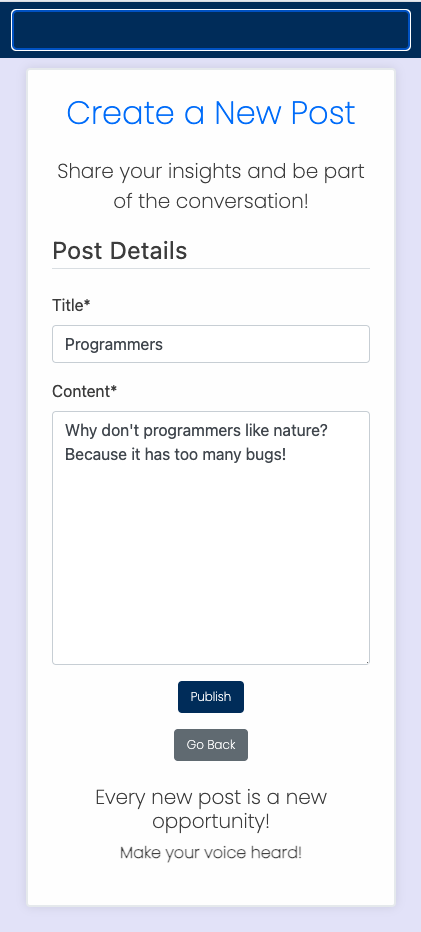 Create a New Post
Share your insights and be part
of the conversation!
Post Details
Title*
Programmers
Content*
Why don't programmers like nature?
Because it has too many bugs!
Publish
Go Back
Every new post is a new
opportunity!
Make your voice heard!